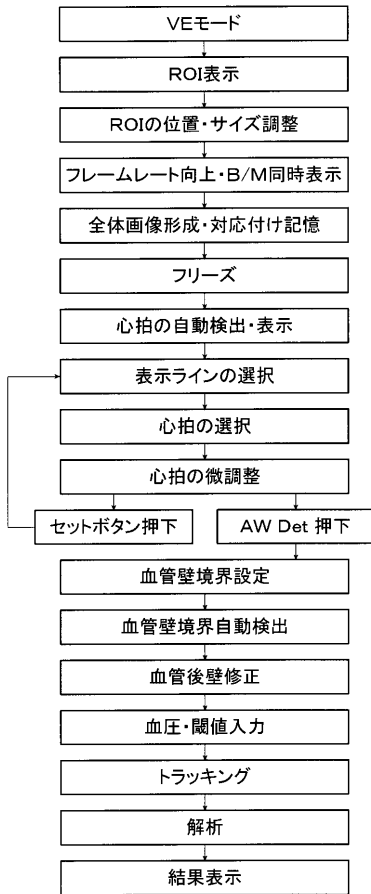 VEモード
ROI表示
ROIの位置・サイズ調整
フレームレート向上・B/M同時表示
全体画像形成・対応付け記憶
フリーズ
心拍の自動検出・表示
表示ラインの選択
心拍の選択
心拍の微調整
セットボタン押下
AW Det 押下
血管壁境界設定
血管壁境界自動検出
血管後壁修正
血圧・閾値入力
トラッキング
解析
結果表示